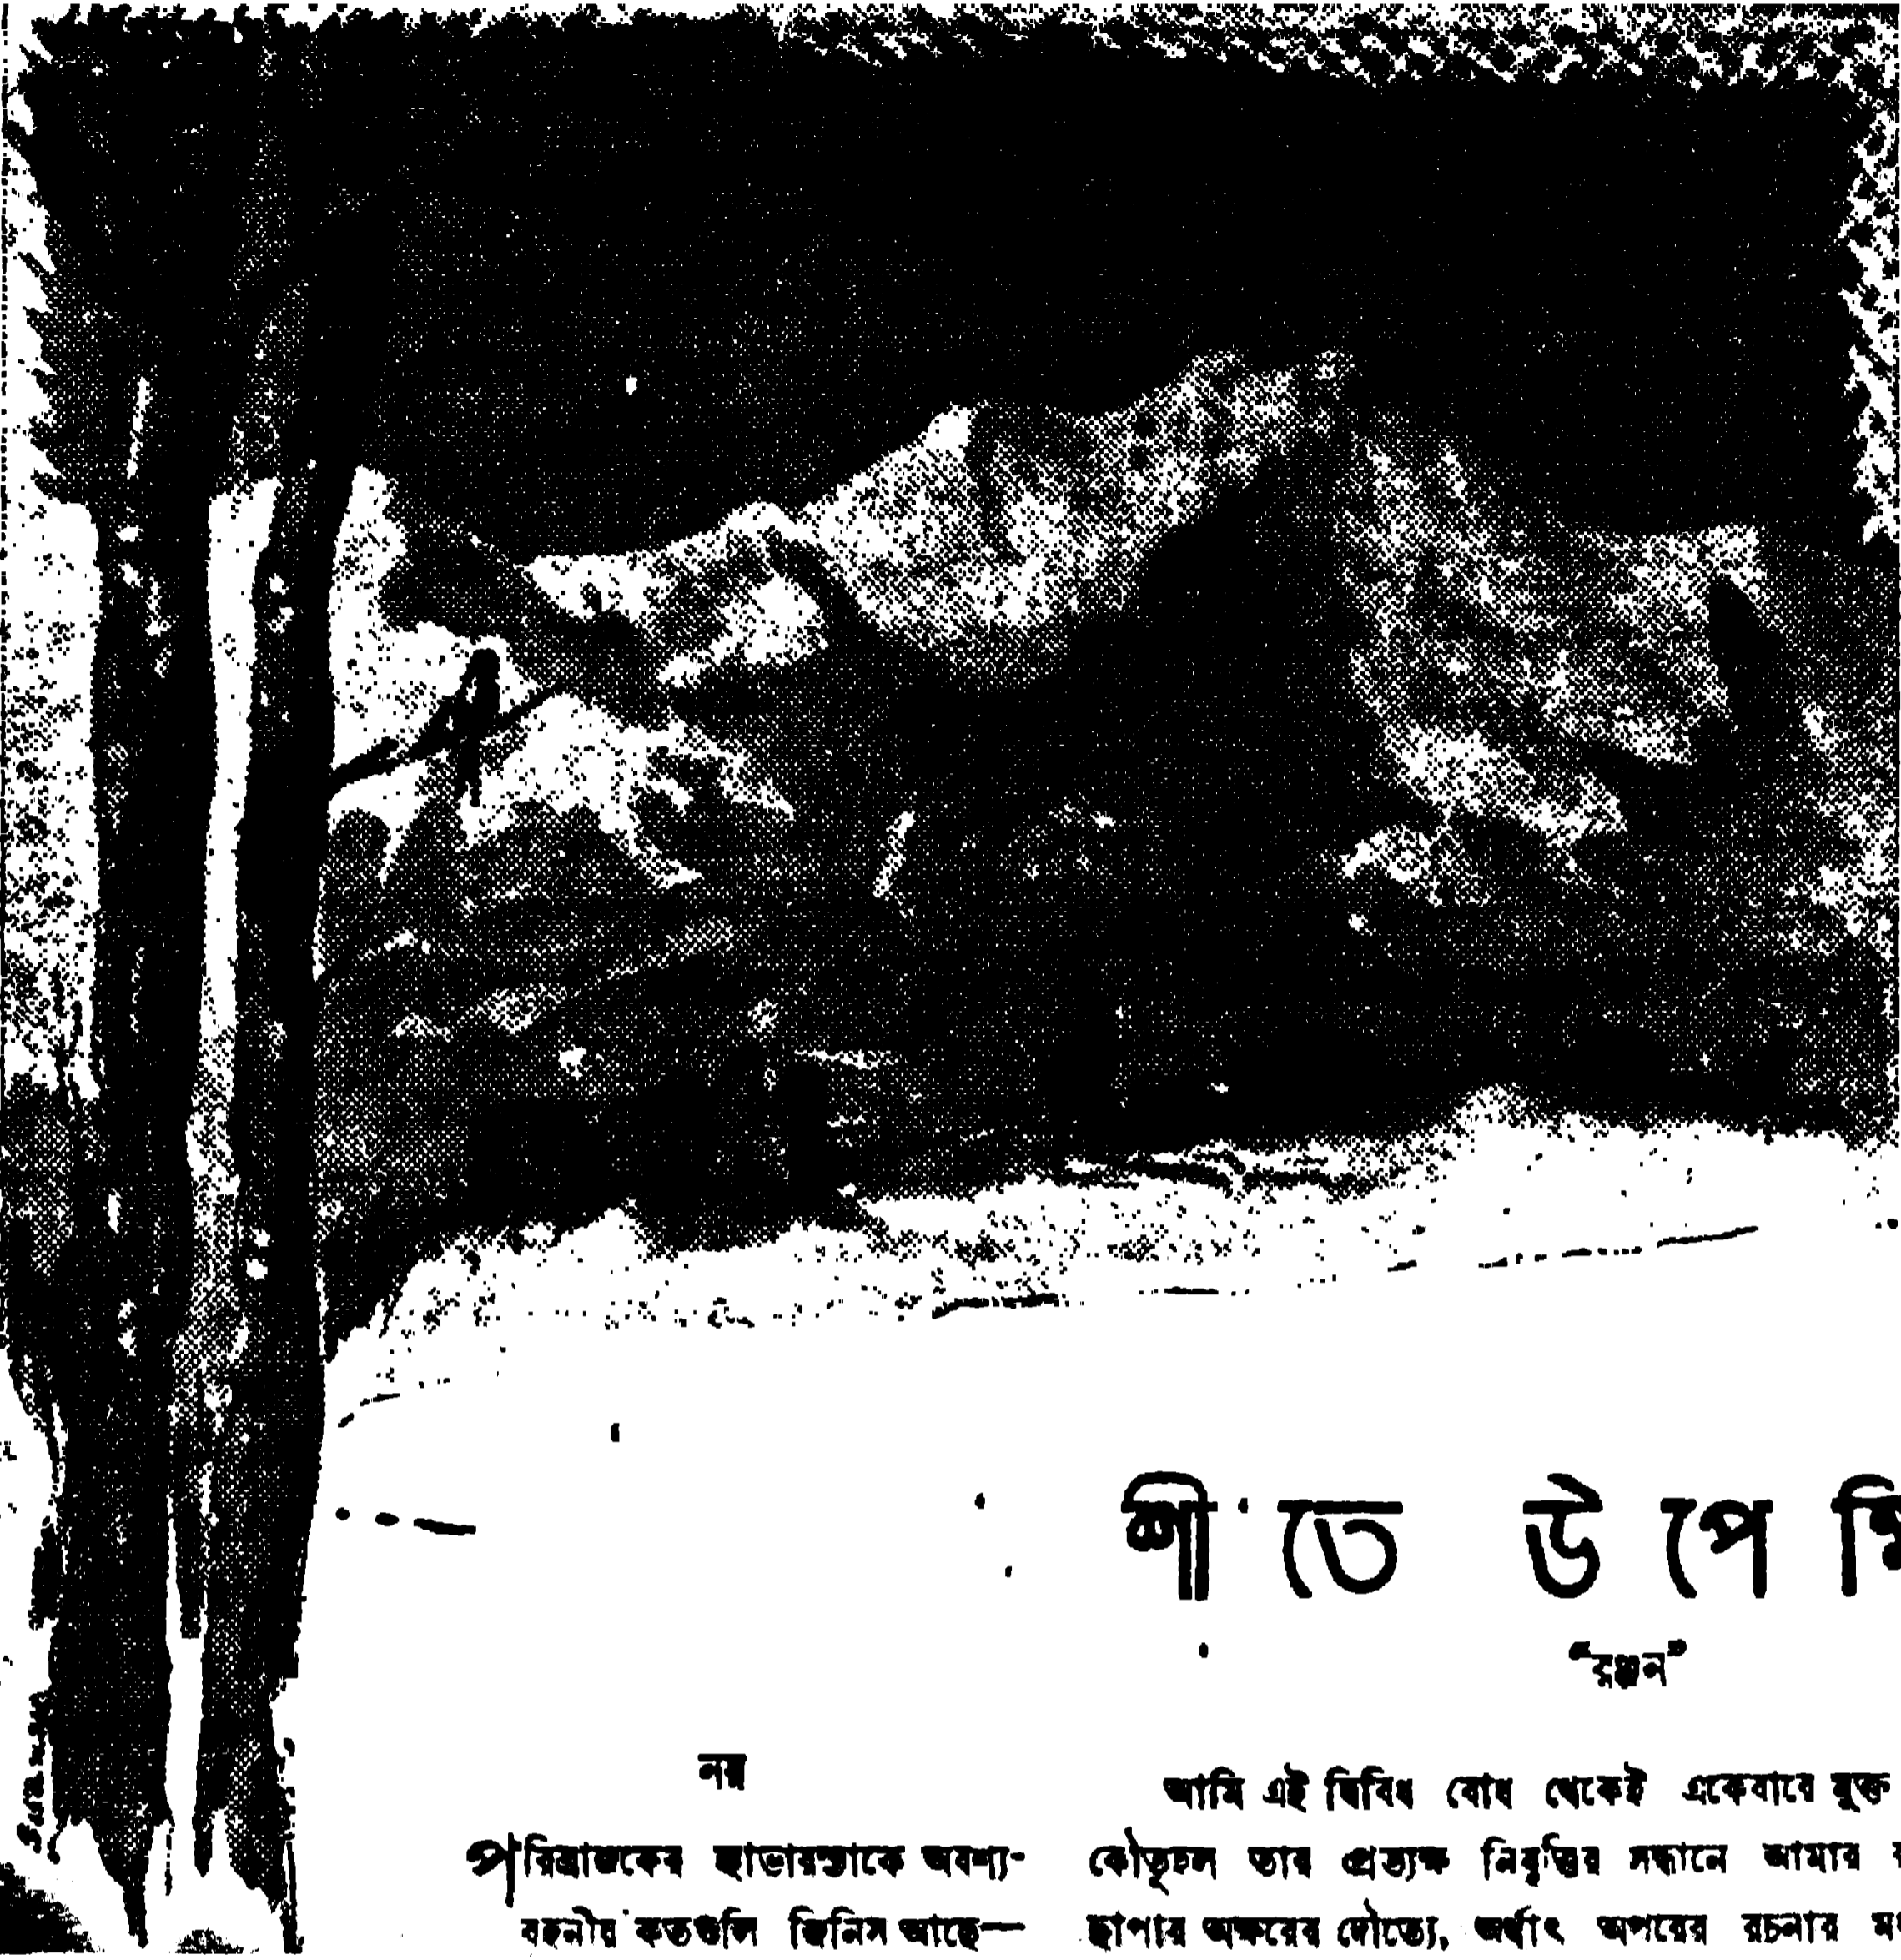 শীতে উপে
“রঞ্জন”
নয়
পরিব্রাজকের হ্যাভারস্যাকে অবশ্য-
বহনীয় কতগুলি জিনিস আছে—
আমি এই দ্বিবিধ বোধ থেকেই একেবারে মুক্ত
কৌতূহল তার প্রত্যক্ষ নিবৃত্তির সন্ধানে আমার
ছাপার অক্ষরের দৌত্যে, অর্থাৎ অপরের রচনার